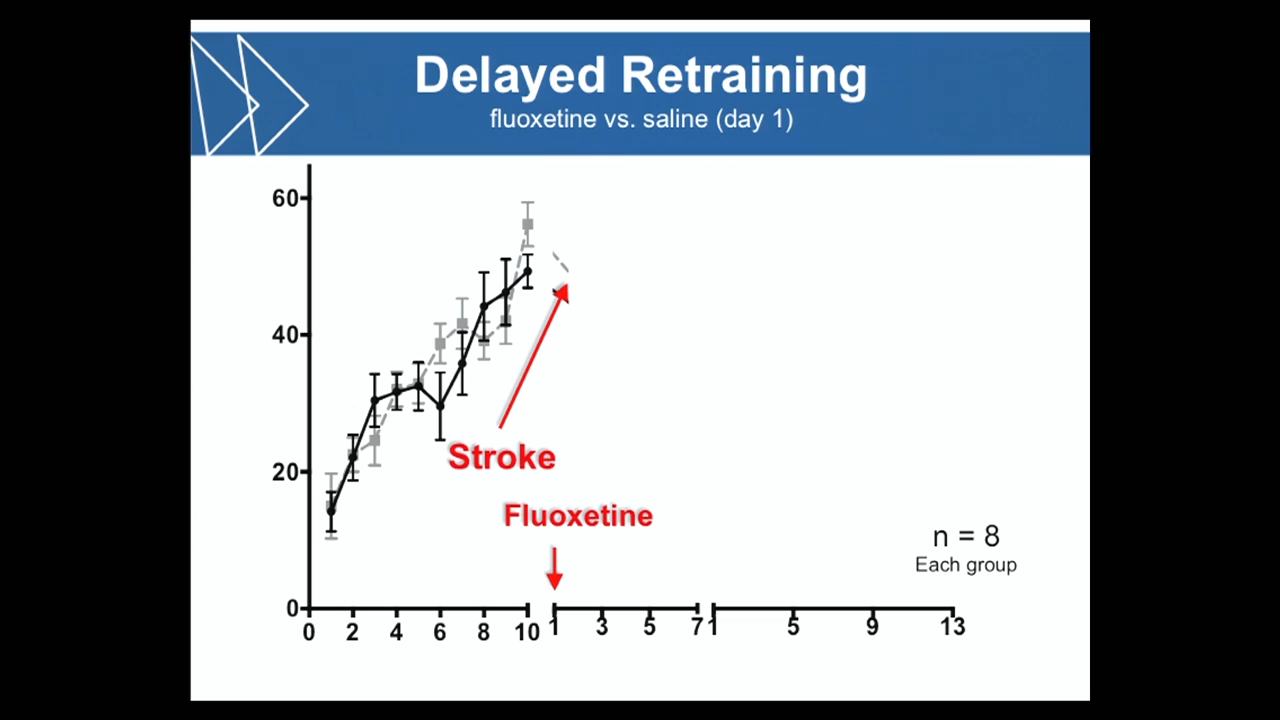 Delayed Retraining
fluoxetine vs. saline (day 1)
60
40
20
0
Stroke
Fluoxetine
n = 8
Each group
0 2 4 6 8 10 1 3 5 7 1 5 9 13